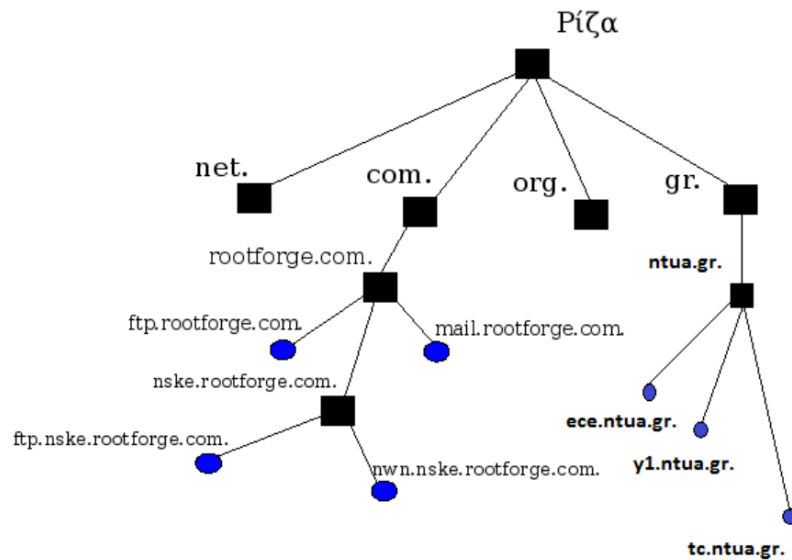 Ρίζα
net.
com.
org.
gr.
rootforge.com.
ntua.gr.
ftp.rootforge.com.
mail.rootforge.com.
nske.rootforge.com.
ece.ntua.gr.
ftp.nske.rootforge.com.
nwn.nske.rootforge.com.
y1.ntua.gr.
tc.ntua.gr.